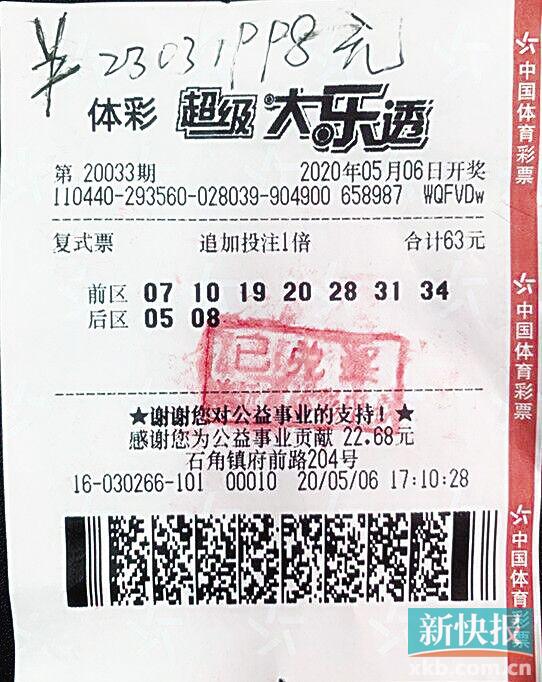 ￥23031998元
体彩 超级大乐透
第 20033期 2020年05月06日开奖
110440-293560-028039-904900 658987 WQFVDw
复式票 追加投注1倍 合计63元
前区 07 10 19 20 28 31 34
后区 05 08
已兑奖
★谢谢您对公益事业的支持！★
感谢您为公益事业贡献 22.68元
石角镇府前路204号
16-030266-101 00010 20/05/06 17:10:28
中国体育彩票
中国体育彩票
中国体育彩票
新快报
xkb.com.cn